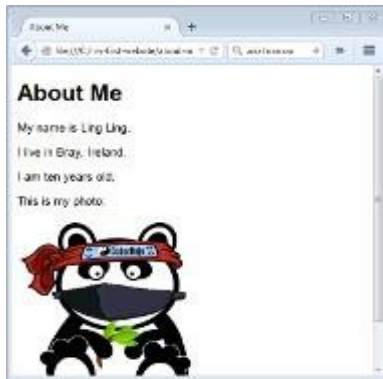 About Me
About Me
My name is Ling Ling.
I live in Bray, Ireland.
I am ten years old.
This is my photo: